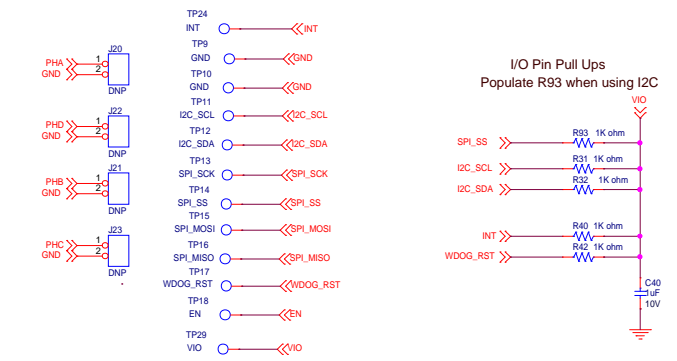 J20
PHA 1
GND 2
DNP
J22
PHD 1
GND 2
DNP
J21
PHB 1
GND 2
DNP
J23
PHC 1
GND 2
DNP
TP24
INT INT
TP9
GND GND
TP10
GND GND
TP11
I2C_SCL I2C_SCL
TP12
I2C_SDA I2C_SDA
TP13
SPI_SCK SPI_SCK
TP14
SPI_SS SPI_SS
TP15
SPI_MOSI SPI_MOSI
TP16
SPI_MISO SPI_MISO
TP17
WDOG_RST WDOG_RST
TP18
EN EN
TP29
VIO VIO
I/O Pin Pull Ups
Populate R93 when using I2C
VIO
R93 1K ohm
SPI_SS
R31 1K ohm
I2C_SCL
R32 1K ohm
I2C_SDA
R40 1K ohm
INT
R42 1K ohm
WDOG_RST
C40
1uF
10V